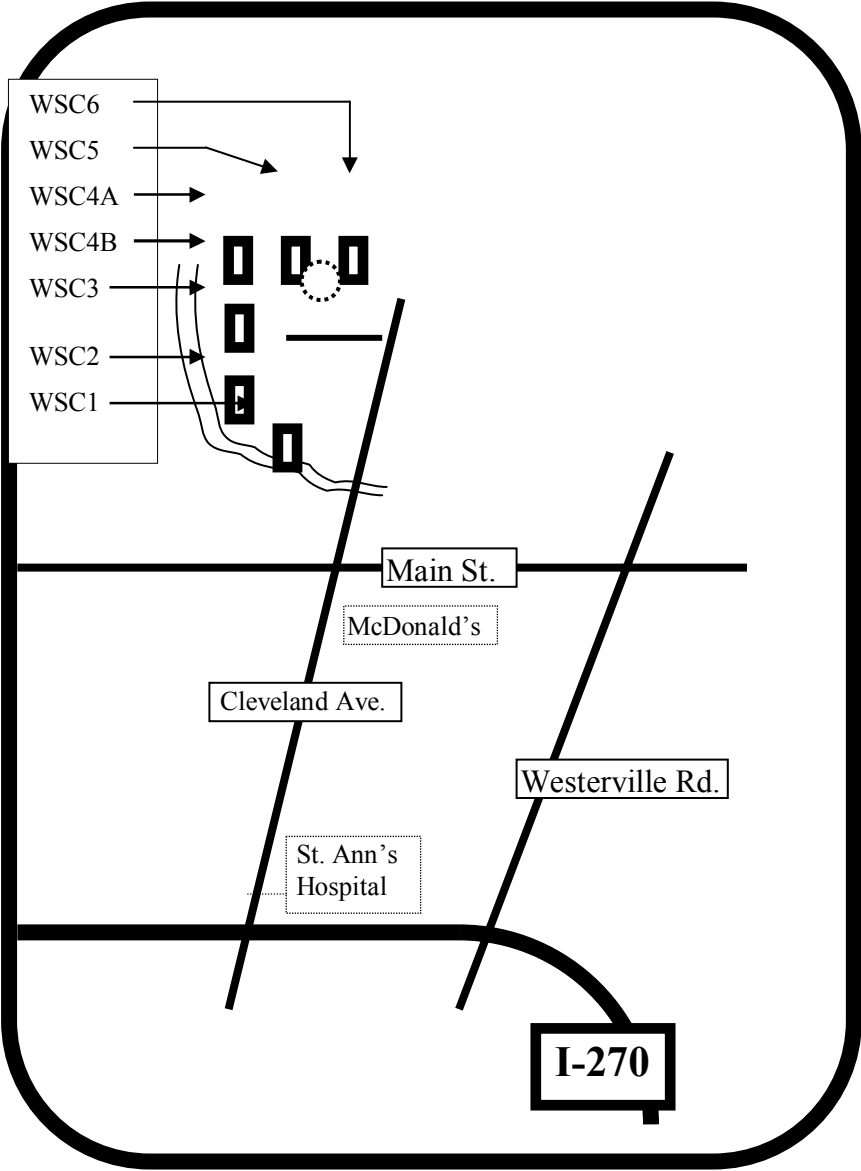 WSC6
WSC5
WSC4A
WSC4B
WSC3
WSC2
WSC1
Main St.
McDonald’s
Cleveland Ave.
Westerville Rd.
St. Ann’s
Hospital
I-270